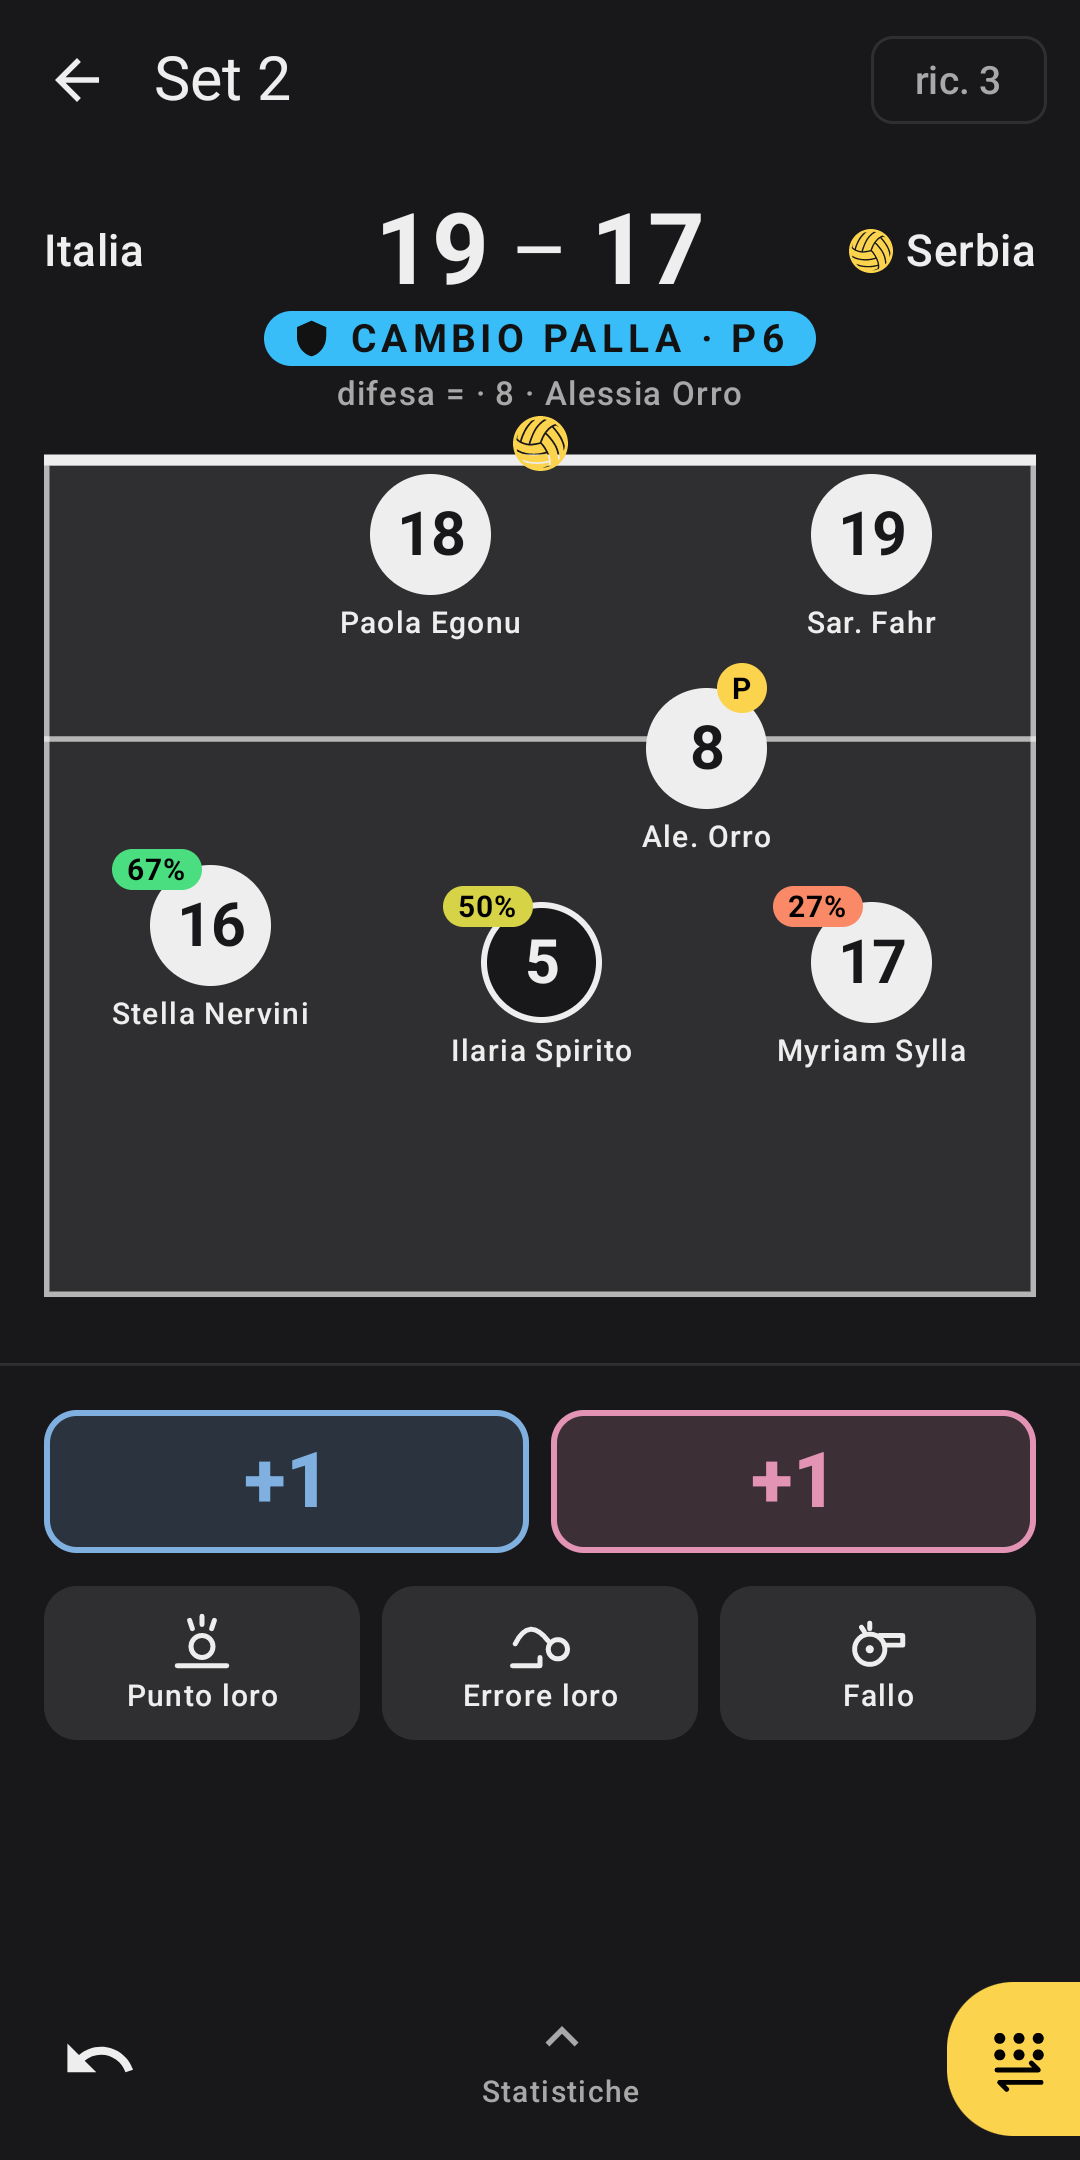 Set 2
ric. 3
Italia
19 – 17
Serbia
CAMBIO PALLA · P6
difesa = · 8 · Alessia Orro
18
Paola Egonu
19
Sar. Fahr
P
8
Ale. Orro
67%
16
Stella Nervini
50%
5
Ilaria Spirito
27%
17
Myriam Sylla
+1
+1
Punto loro
Errore loro
Fallo
Statistiche